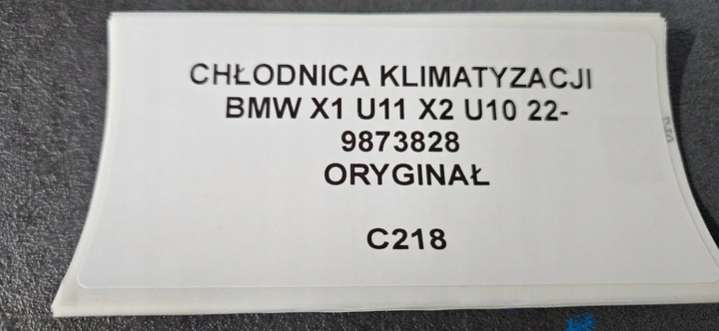 CHŁODNICA KLIMATYZACJI
BMW X1 U11 X2 U10 22-
9873828
ORYGINAŁ
C218